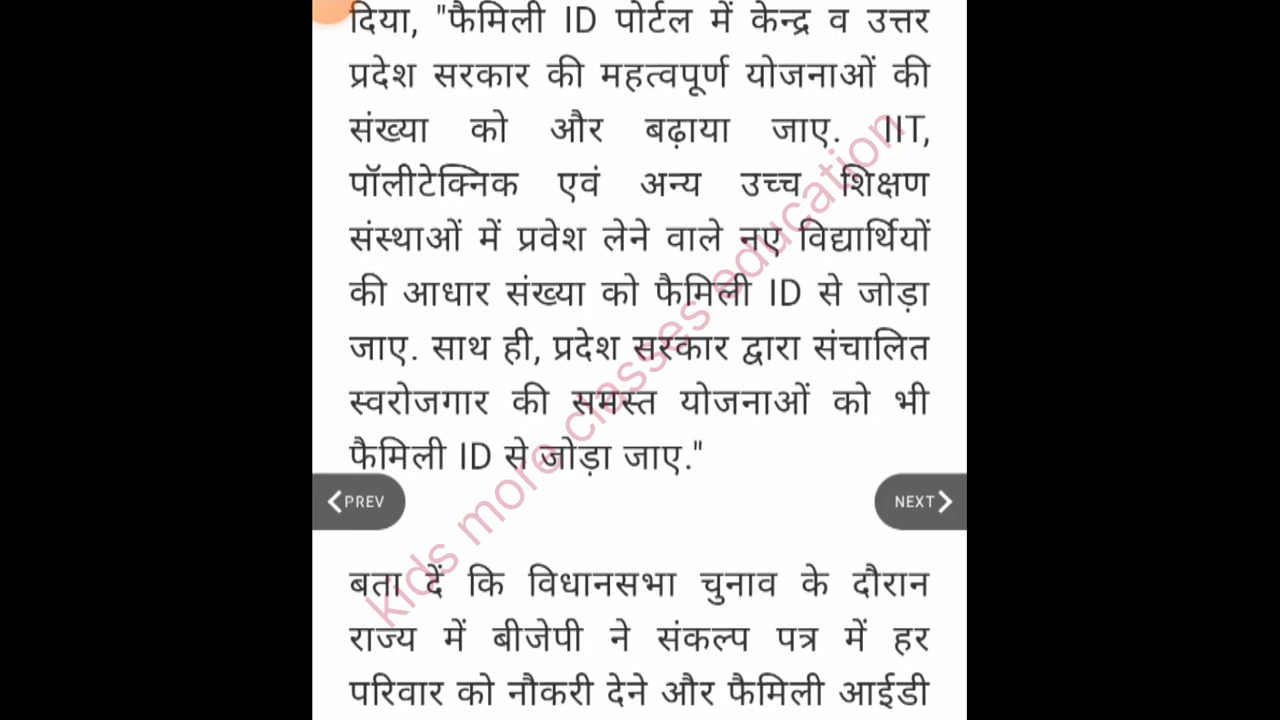 दिया, "फैमिली ID पोर्टल में केन्द्र व उत्तर
प्रदेश सरकार की महत्वपूर्ण योजनाओं की
संख्या को और बढ़ाया जाए. IIT,
पॉलीटेक्निक एवं अन्य उच्च शिक्षण
संस्थाओं में प्रवेश लेने वाले नए विद्यार्थियों
की आधार संख्या को फैमिली ID से जोड़ा
जाए. साथ ही, प्रदेश सरकार द्वारा संचालित
स्वरोजगार की समस्त योजनाओं को भी
फैमिली ID से जोड़ा जाए."
PREV
NEXT
kids more classes education
बता दें कि विधानसभा चुनाव के दौरान
राज्य में बीजेपी ने संकल्प पत्र में हर
परिवार को नौकरी देने और फैमिली आईडी